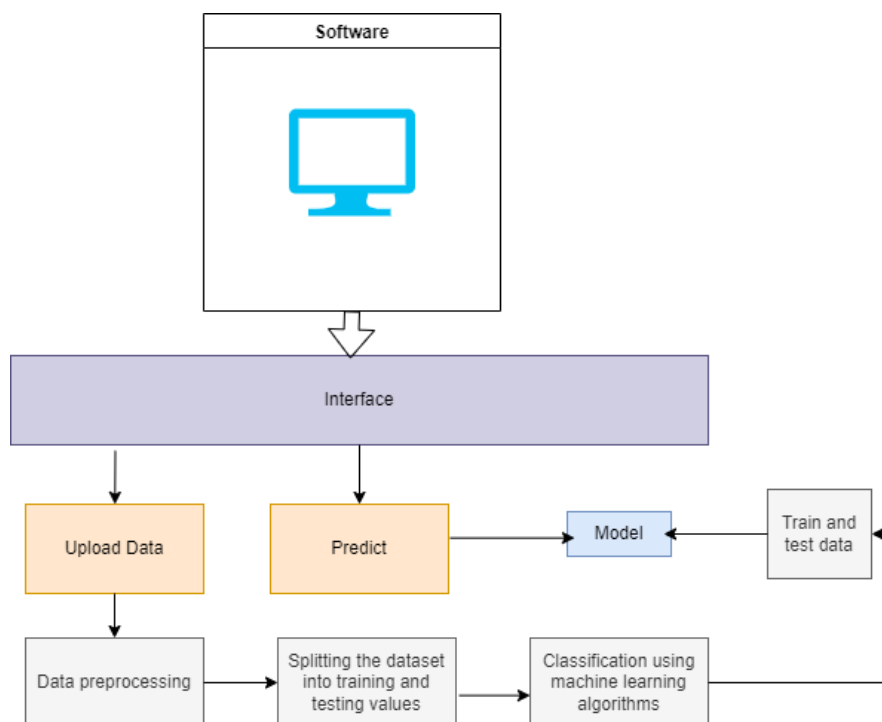 Software
Interface
Upload Data
Predict
Model
Train and
test data
Data preprocessing
Splitting the dataset
into training and
testing values
Classification using
machine learning
algorithms